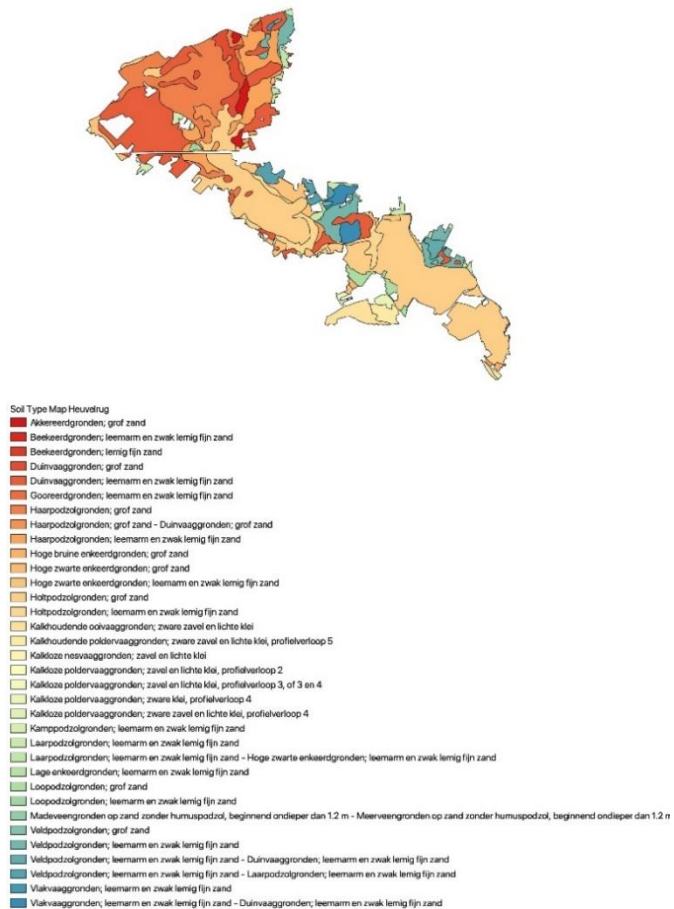 Soil Type Map Heuvelrug
Akkereerdgronden; grof zand
Beekeerdgronden; leemarm en zwak lemig fijn zand
Beekeerdgronden; lemig fijn zand
Duinvaaggronden; grof zand
Duinvaaggronden; leemarm en zwak lemig fijn zand
Gooreerdgronden; leemarm en zwak lemig fijn zand
Haarpodzolgronden; grof zand
Haarpodzolgronden; grof zand - Duinvaaggronden; grof zand
Haarpodzolgronden; leemarm en zwak lemig fijn zand
Hoge bruine enkeerdgronden; grof zand
Hoge zwarte enkeerdgronden; grof zand
Hoge zwarte enkeerdgronden; leemarm en zwak lemig fijn zand
Holtpodzolgronden; grof zand
Holtpodzolgronden; leemarm en zwak lemig fijn zand
Kalkhoudende ooivaaggronden; zware zavel en lichte klei
Kalkhoudende poldervaaggronden; zware zavel en lichte klei, profielverloop 5
Kalkloze nesvaaggronden; zavel en lichte klei
Kalkloze poldervaaggronden; zavel en lichte klei, profielverloop 2
Kalkloze poldervaaggronden; zavel en lichte klei, profielverloop 3, of 3 en 4
Kalkloze poldervaaggronden; zware klei, profielverloop 4
Kalkloze poldervaaggronden; zware zavel en lichte klei, profielverloop 4
Kamppodzolgronden; leemarm en zwak lemig fijn zand
Laarpodzolgronden; leemarm en zwak lemig fijn zand
Laarpodzolgronden; leemarm en zwak lemig fijn zand - Hoge zwarte enkeerdgronden; leemarm en zwak lemig fijn zand
Lage enkeerdgronden; leemarm en zwak lemig fijn zand
Loopodzolgronden; grof zand
Loopodzolgronden; leemarm en zwak lemig fijn zand
Madeveengronden op zand zonder humuspodzol, beginnend ondieper dan 1.2 m - Meerveengronden op zand zonder humuspodzol, beginnend ondieper dan 1.2 m
Veldpodzolgronden; grof zand
Veldpodzolgronden; leemarm en zwak lemig fijn zand
Veldpodzolgronden; leemarm en zwak lemig fijn zand - Duinvaaggronden; leemarm en zwak lemig fijn zand
Veldpodzolgronden; leemarm en zwak lemig fijn zand - Laarpodzolgronden; leemarm en zwak lemig fijn zand
Vlakvaaggronden; leemarm en zwak lemig fijn zand
Vlakvaaggronden; leemarm en zwak lemig fijn zand - Duinvaaggronden; leemarm en zwak lemig fijn zand